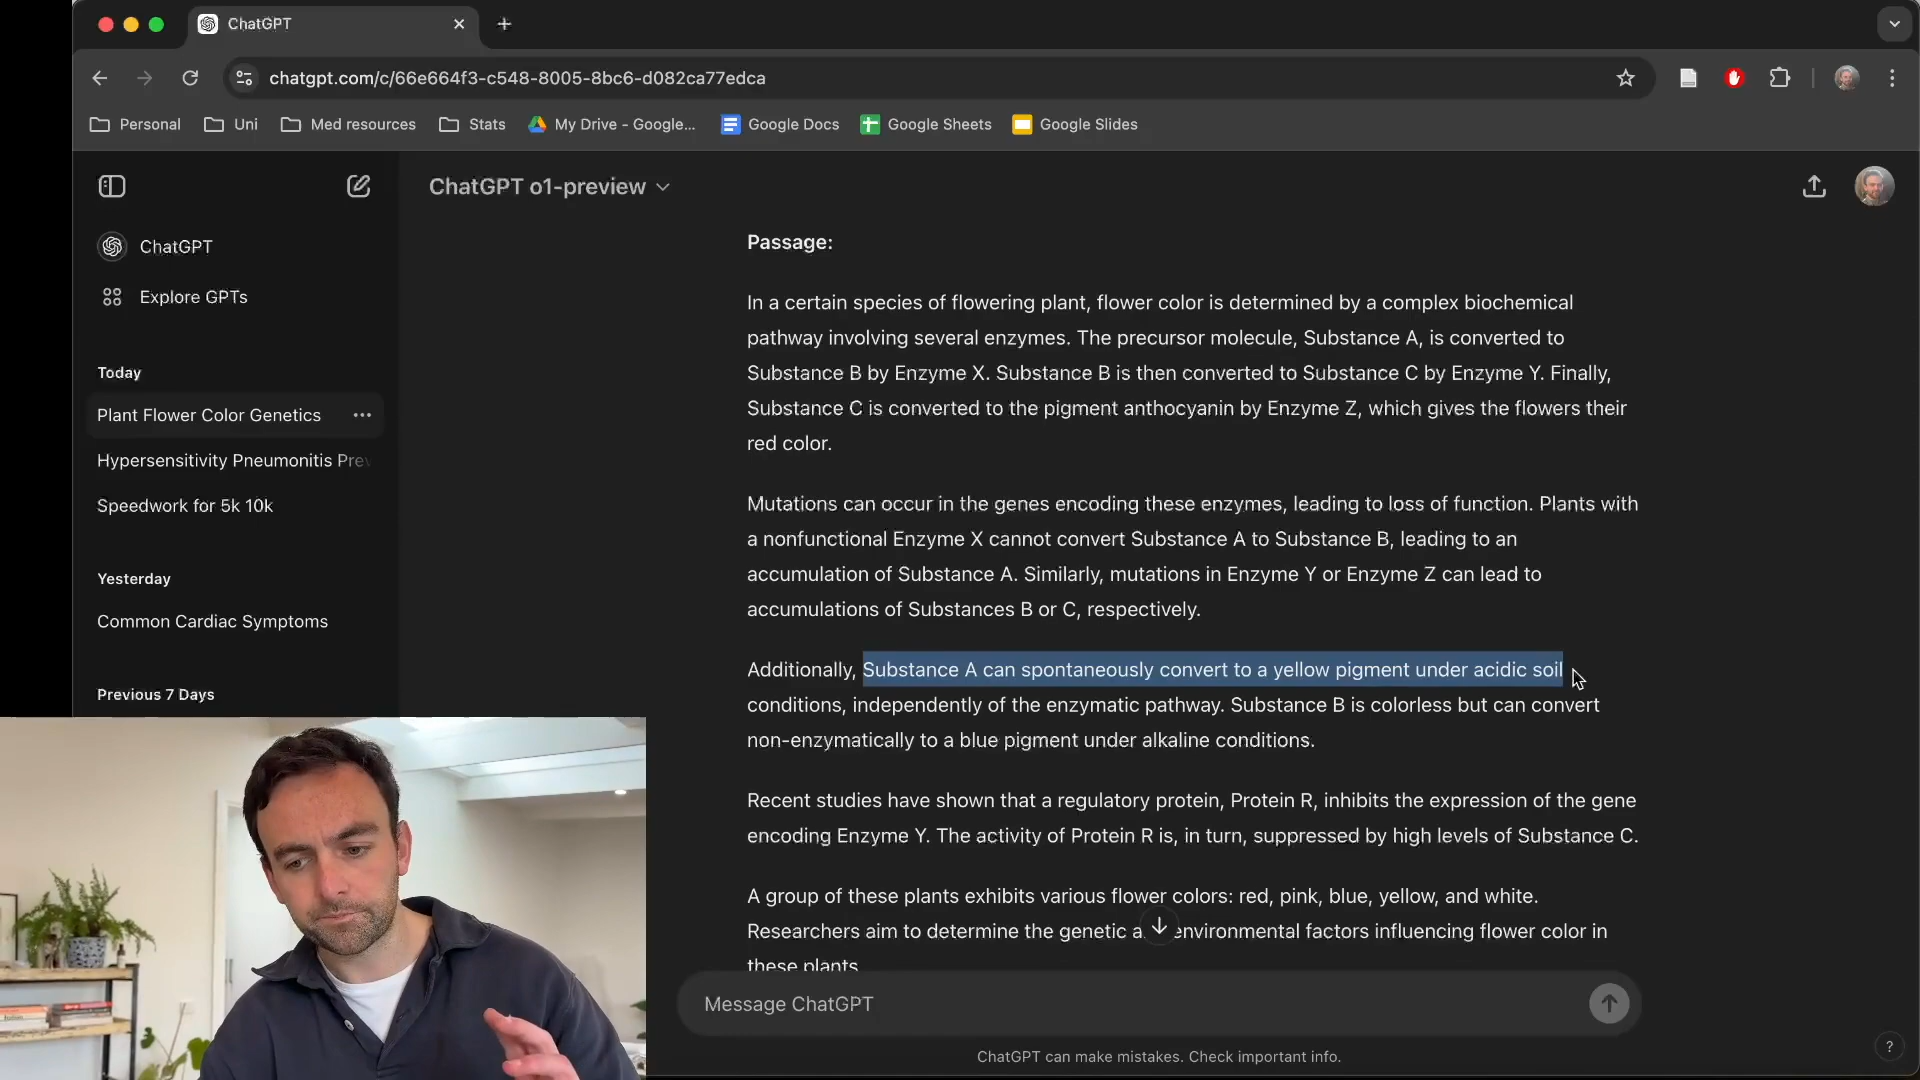 ChatGPT
chatgpt.com/c/66e664f3-c548-8005-8bc6-d082ca77edca
Personal
Uni
Med resources
Stats
My Drive - Google...
Google Docs
Google Sheets
Google Slides
ChatGPT o1-preview
ChatGPT
Explore GPTs
Today
Plant Flower Color Genetics
Hypersensitivity Pneumonitis Prev
Speedwork for 5k 10k
Yesterday
Common Cardiac Symptoms
Previous 7 Days
Passage:
In a certain species of flowering plant, flower color is determined by a complex biochemical
pathway involving several enzymes. The precursor molecule, Substance A, is converted to
Substance B by Enzyme X. Substance B is then converted to Substance C by Enzyme Y. Finally,
Substance C is converted to the pigment anthocyanin by Enzyme Z, which gives the flowers their
red color.
Mutations can occur in the genes encoding these enzymes, leading to loss of function. Plants with
a nonfunctional Enzyme X cannot convert Substance A to Substance B, leading to an
accumulation of Substance A. Similarly, mutations in Enzyme Y or Enzyme Z can lead to
accumulations of Substances B or C, respectively.
Additionally, Substance A can spontaneously convert to a yellow pigment under acidic soil
conditions, independently of the enzymatic pathway. Substance B is colorless but can convert
non-enzymatically to a blue pigment under alkaline conditions.
Recent studies have shown that a regulatory protein, Protein R, inhibits the expression of the gene
encoding Enzyme Y. The activity of Protein R is, in turn, suppressed by high levels of Substance C.
A group of these plants exhibits various flower colors: red, pink, blue, yellow, and white.
Researchers aim to determine the genetic a environmental factors influencing flower color in
these plants
Message ChatGPT
ChatGPT can make mistakes. Check important info.
?